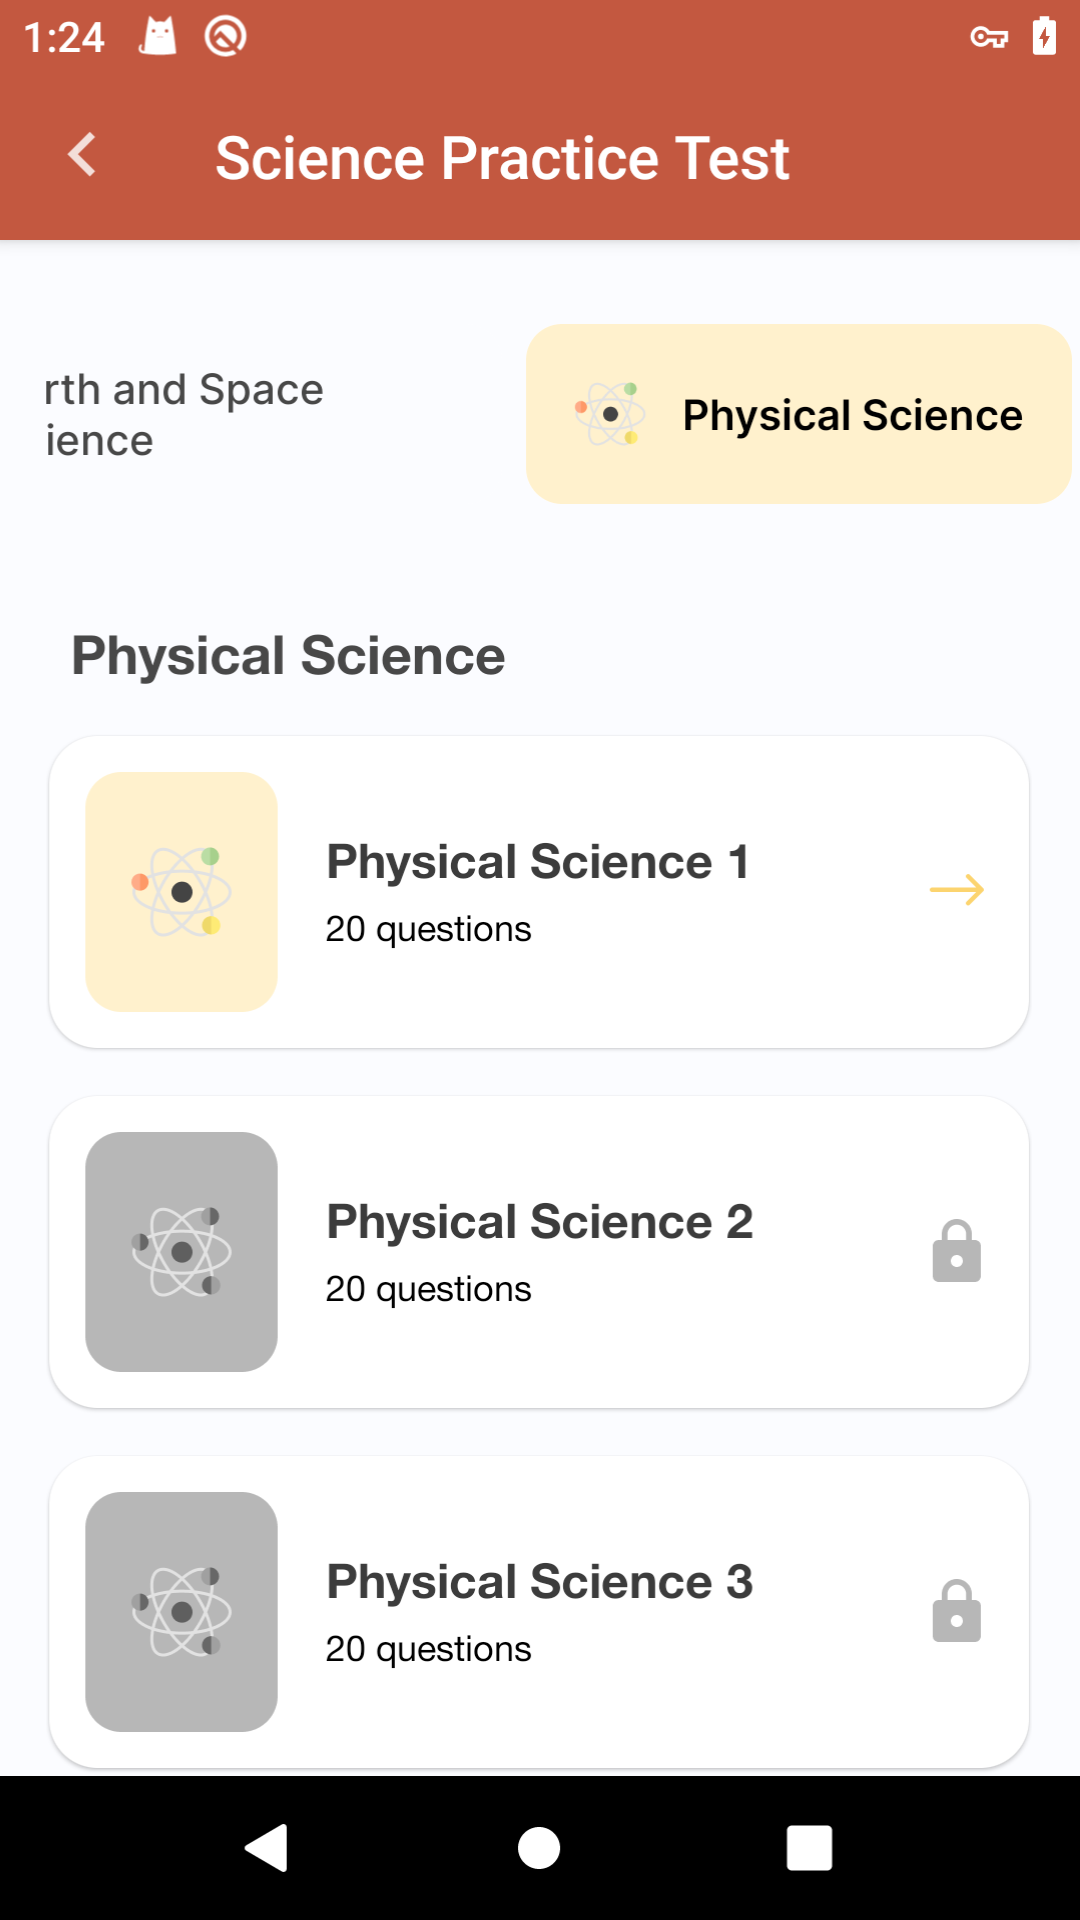 1:24
Science Practice Test
rth and Space
ience
Physical Science
Physical Science
Physical Science 1
20 questions
Physical Science 2
20 questions
Physical Science 3
20 questions